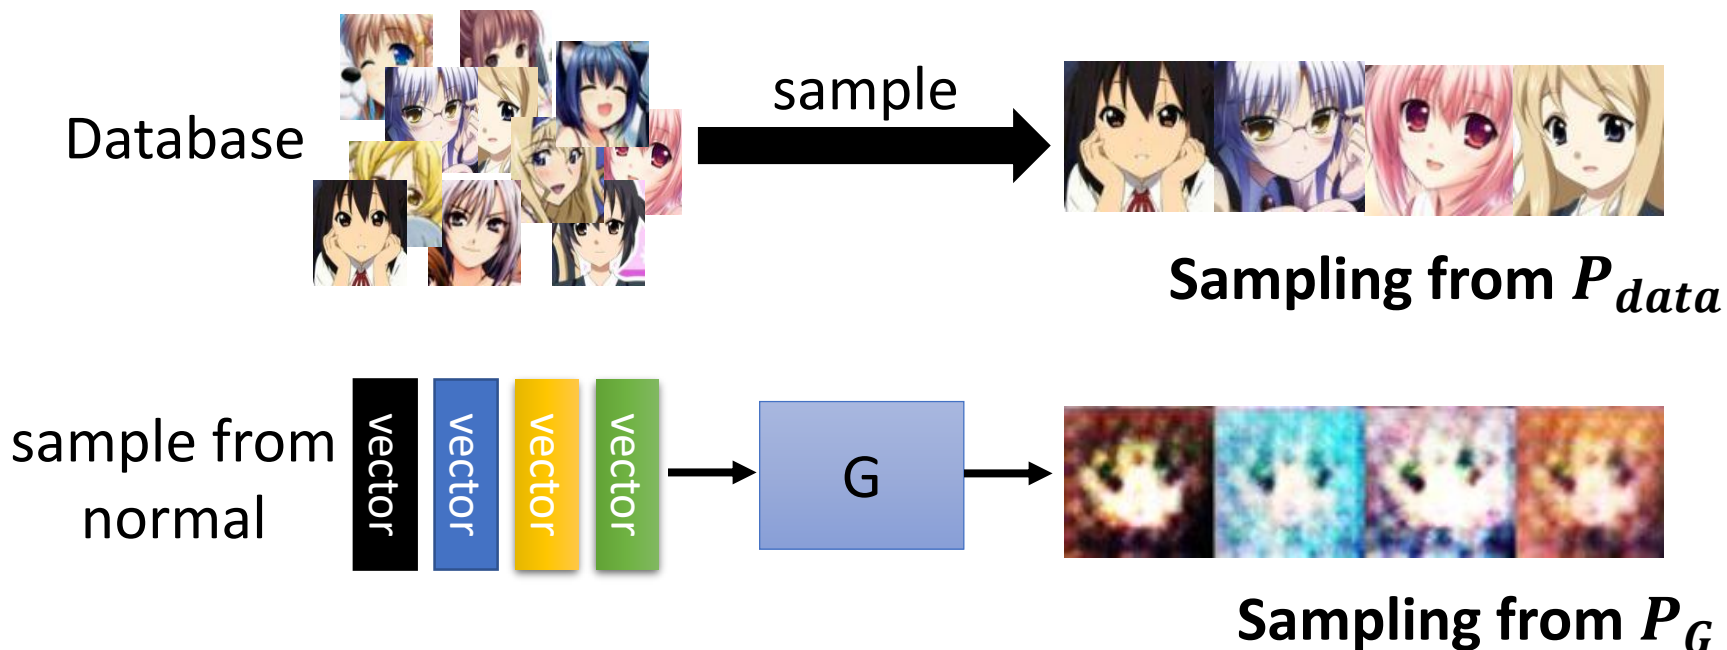 sample
Database
Sampling from P_data
sample from
normal
vector
vector
vector
vector
G
Sampling from P_G